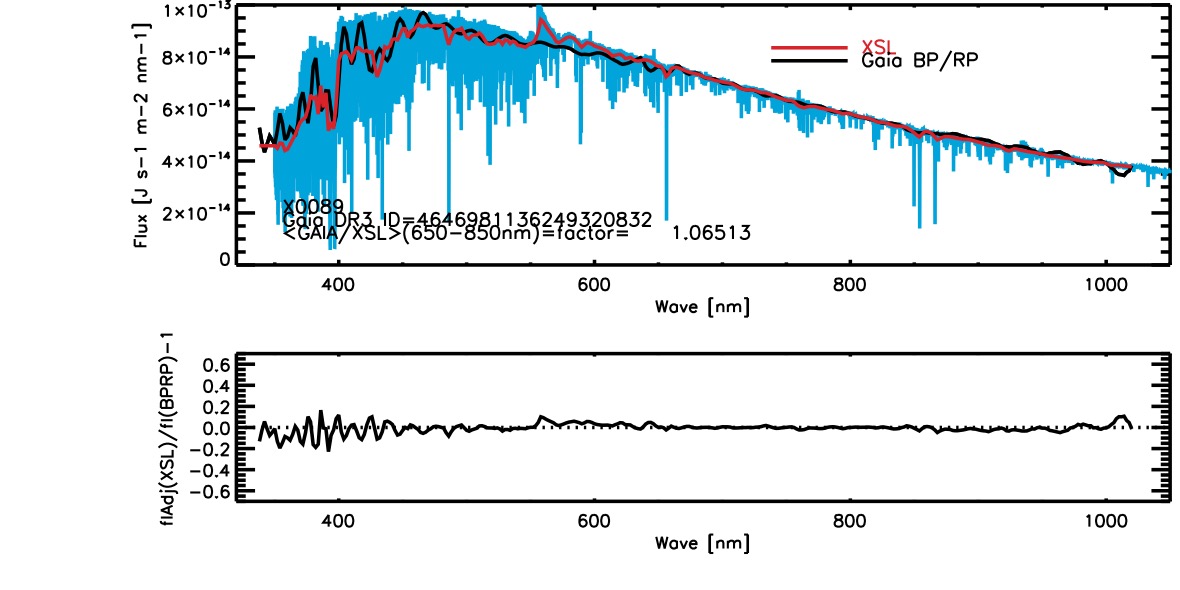 1×10−13
8×10−14
6×10−14
4×10−14
2×10−14
0
Flux [J s−1 m−2 nm−1]
XSL
Gaia BP/RP
X0089
Gaia DR3 ID=4646981136249320832
<GAIA/XSL>(650−850nm)=factor= 1.06513
400 600 800 1000
Wave [nm]
flAdj(XSL)/fl(BPRP)−1
0.6
0.4
0.2
0.0
−0.2
−0.4
−0.6
400 600 800 1000
Wave [nm]